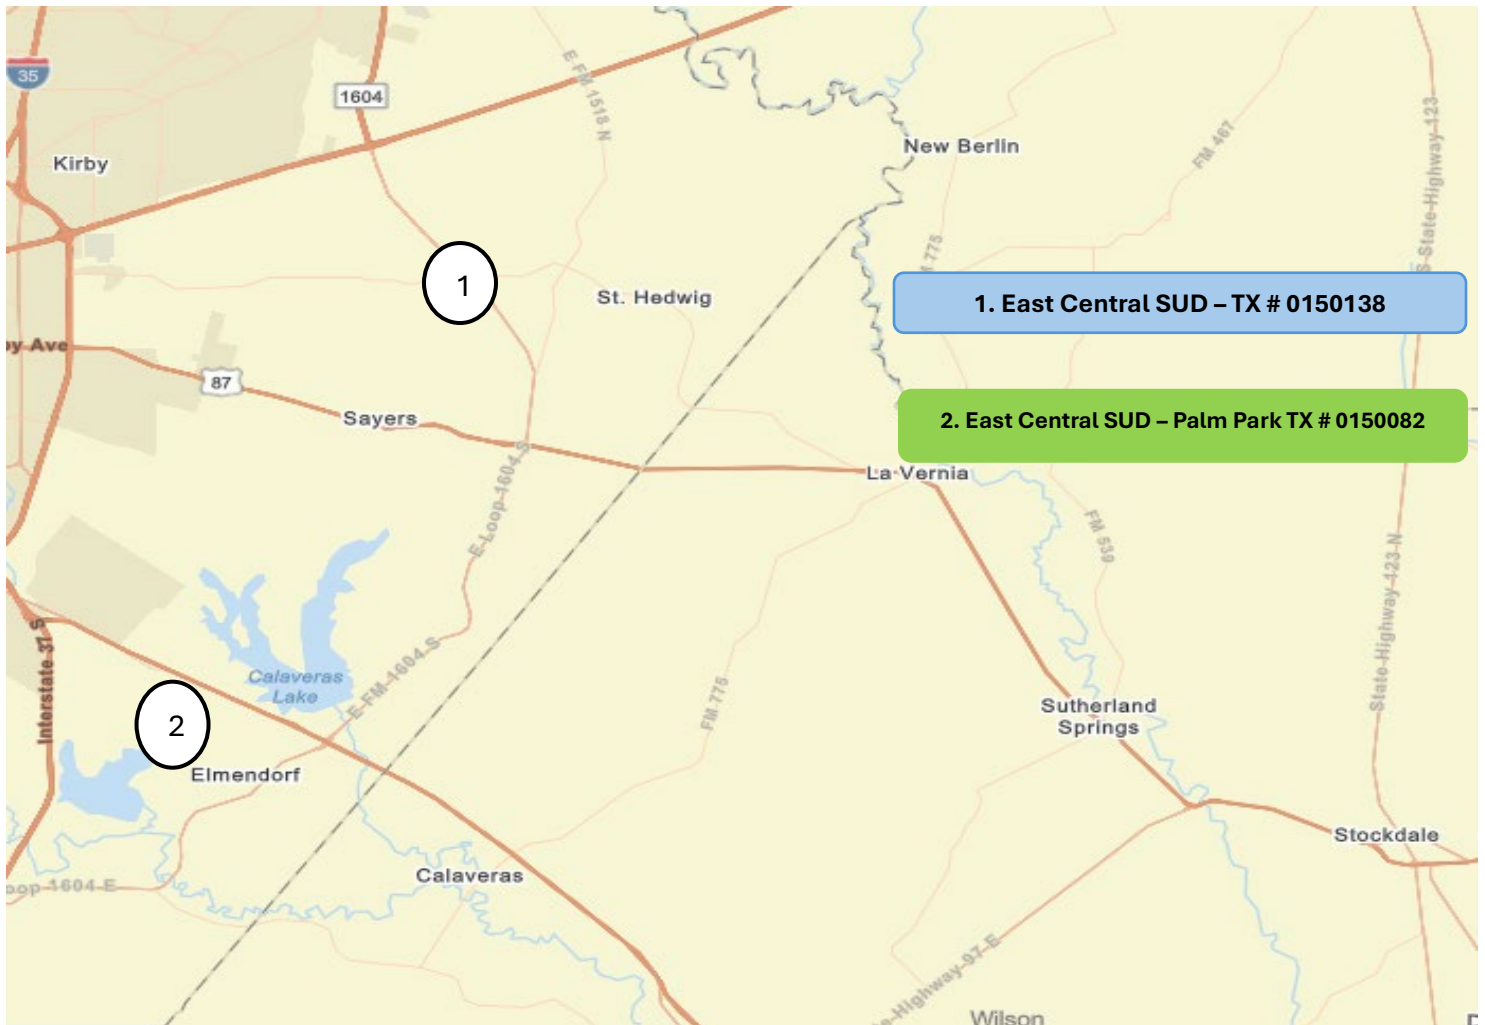 35
1604
E FM 1518 N
Kirby
New Berlin
FM 467
S State Highway 123
775
1
St. Hedwig
1. East Central SUD – TX # 0150138
Ave
87
Sayers
2. East Central SUD – Palm Park TX # 0150082
La Vernia
E Loop 1604 S
FM 539
State Highway 123 N
Interstate 37 S
Calaveras
Lake
E FM 1604 S
FM 775
2
Elmendorf
Sutherland
Springs
Stockdale
Calaveras
1604 E
Highway 97 E
Wilson